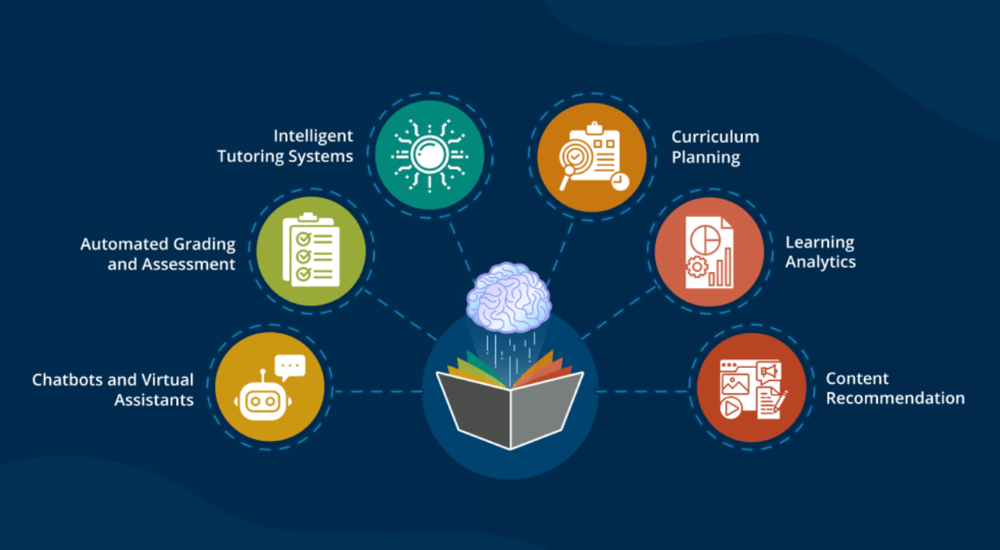 Intelligent
Tutoring Systems
Curriculum
Planning
Automated Grading
and Assessment
Learning
Analytics
Chatbots and Virtual
Assistants
Content
Recommendation